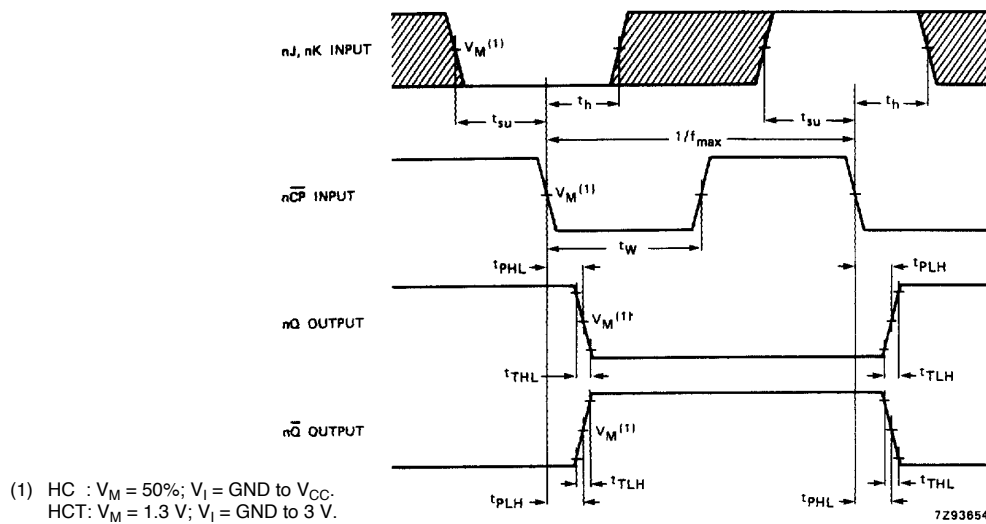 nJ, nK INPUT
V_M(1)
t_h
t_su
t_su
t_h
1/f_max
nC̅P̅ INPUT
V_M(1)
t_W
t_PHL
t_PLH
nQ OUTPUT
V_M(1)
t_THL
t_TLH
nQ̅ OUTPUT
V_M(1)
t_TLH
t_THL
t_PLH
t_PHL
(1) HC : V_M = 50%; V_I = GND to V_CC.
HCT: V_M = 1.3 V; V_I = GND to 3 V.
7Z93654